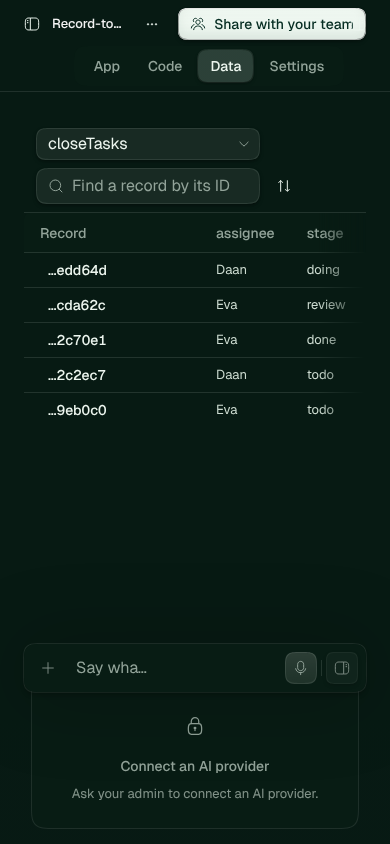 Record-to...
Share with your team
App Code Data Settings
closeTasks
Find a record by its ID
Record assignee stage
...edd64d Daan doing
...cda62c Eva review
...2c70e1 Eva done
...2c2ec7 Daan todo
...9eb0c0 Eva todo
Say wha...
Connect an AI provider
Ask your admin to connect an AI provider.